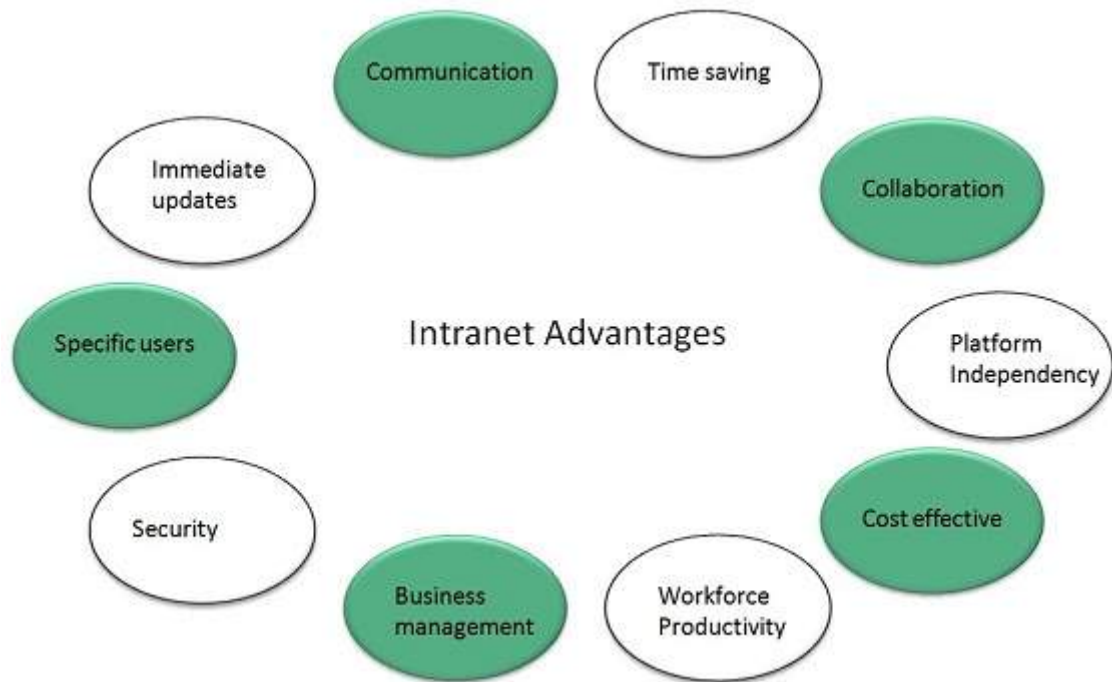 Communication
Time saving
Immediate
updates
Collaboration
Specific users
Intranet Advantages
Platform
Independency
Security
Cost effective
Business
management
Workforce
Productivity